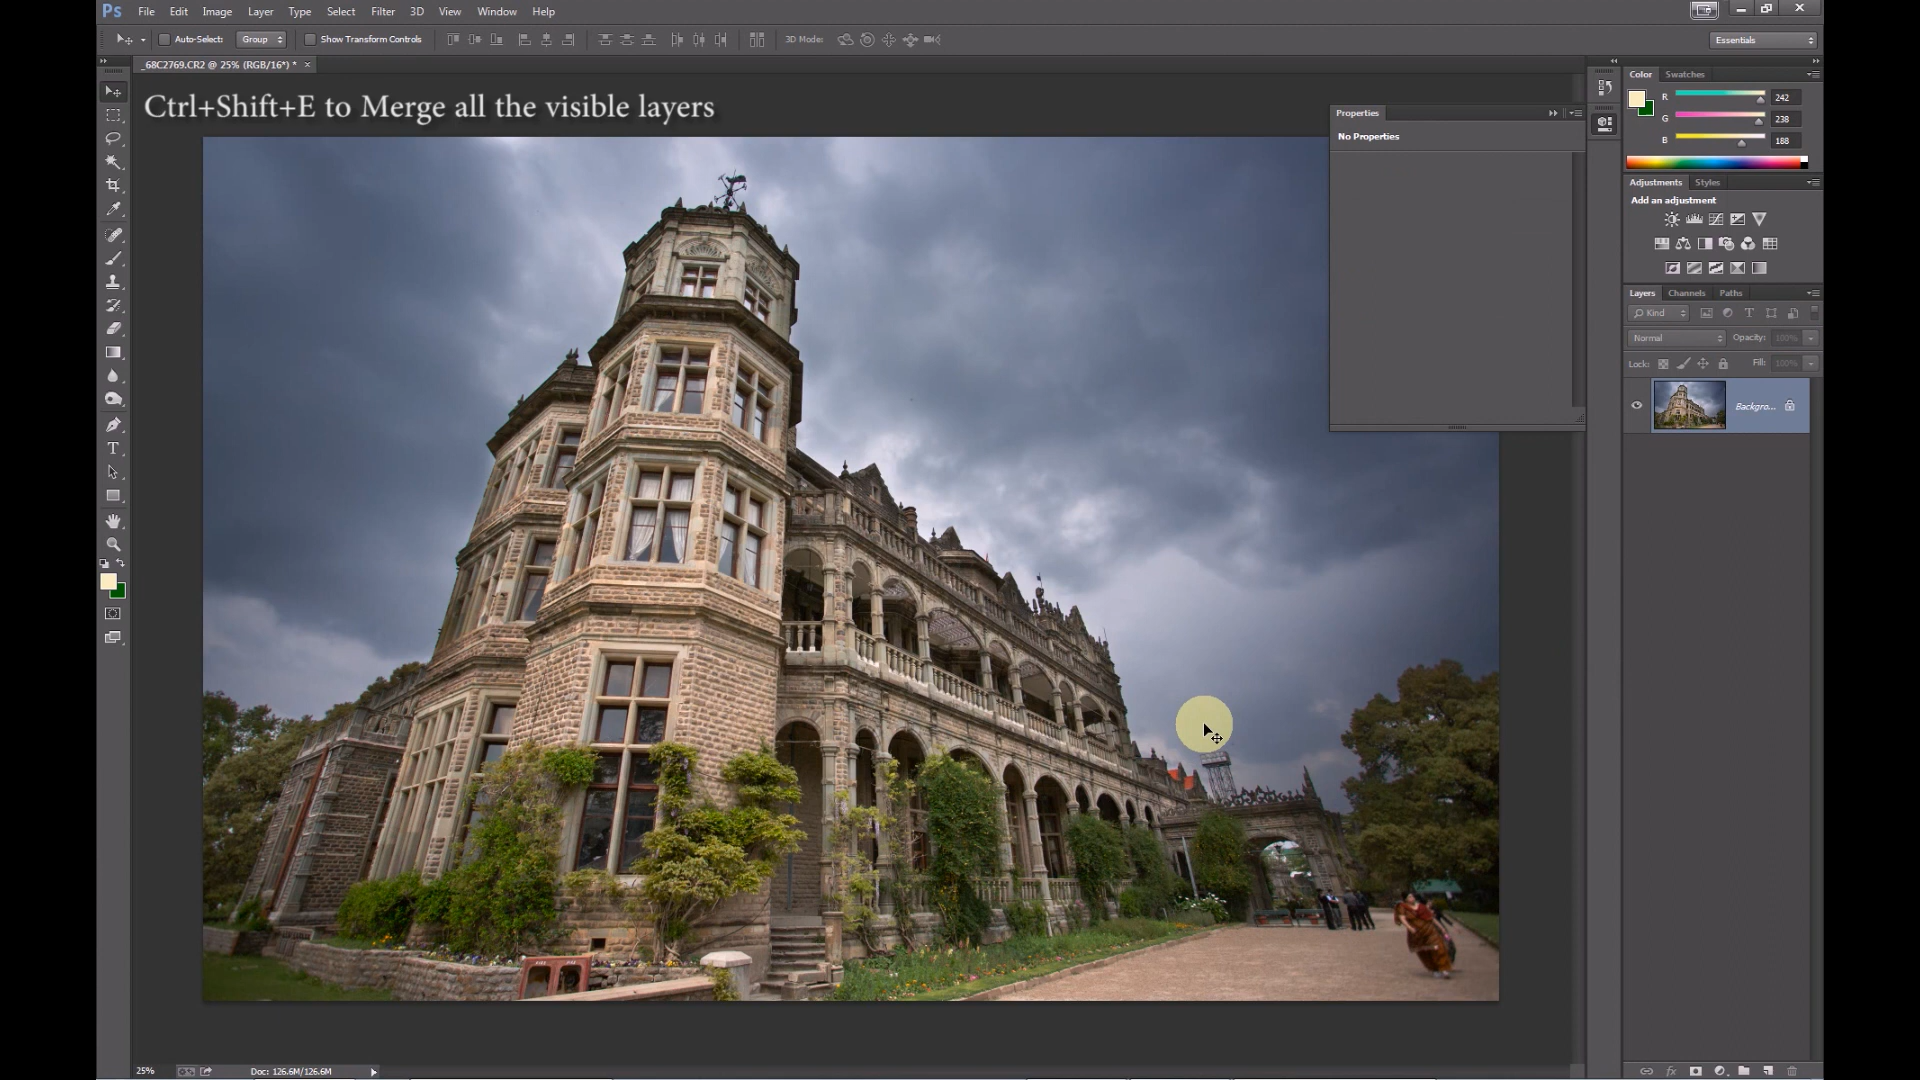 Ps File Edit Image Layer Type Select Filter 3D View Window Help
Auto-Select: Group Show Transform Controls 3D Mode: Essentials
_68C2769.CR2 @ 25% (RGB/16*) * ×
Ctrl+Shift+E to Merge all the visible layers
Properties
No Properties
Color Swatches
R 242
G 238
B 188
Adjustments Styles
Add an adjustment
Layers Channels Paths
Kind
Normal Opacity: 100%
Lock: Fill: 100%
Backgro...
25% Doc: 126.6M/126.6M